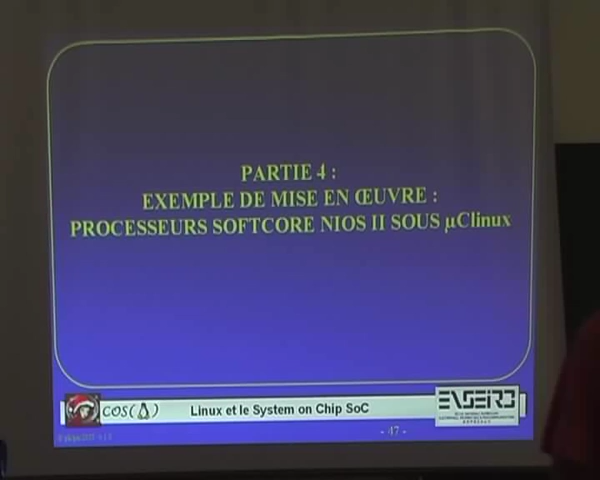 PARTIE 4 :
EXEMPLE DE MISE EN ŒUVRE :
PROCESSEURS SOFTCORE NIOS II SOUS µClinux
COS( )
Linux et le System on Chip SoC
ENSEIRB
BORDEAUX
- 47 -